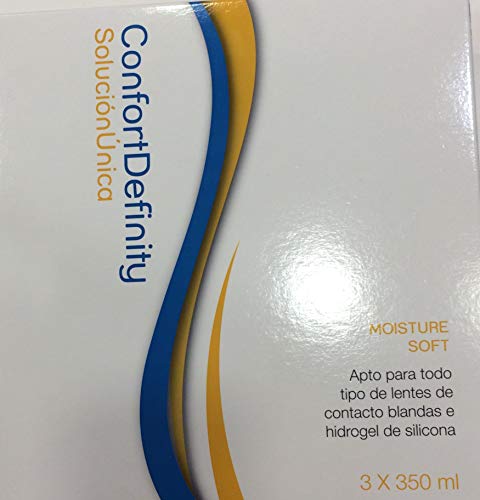 ConfortDefinity
SoluciónÚnica
MOISTURE
SOFT
Apto para todo
tipo de lentes de
contacto blandas e
hidrogel de silicona
3 X 350 ml